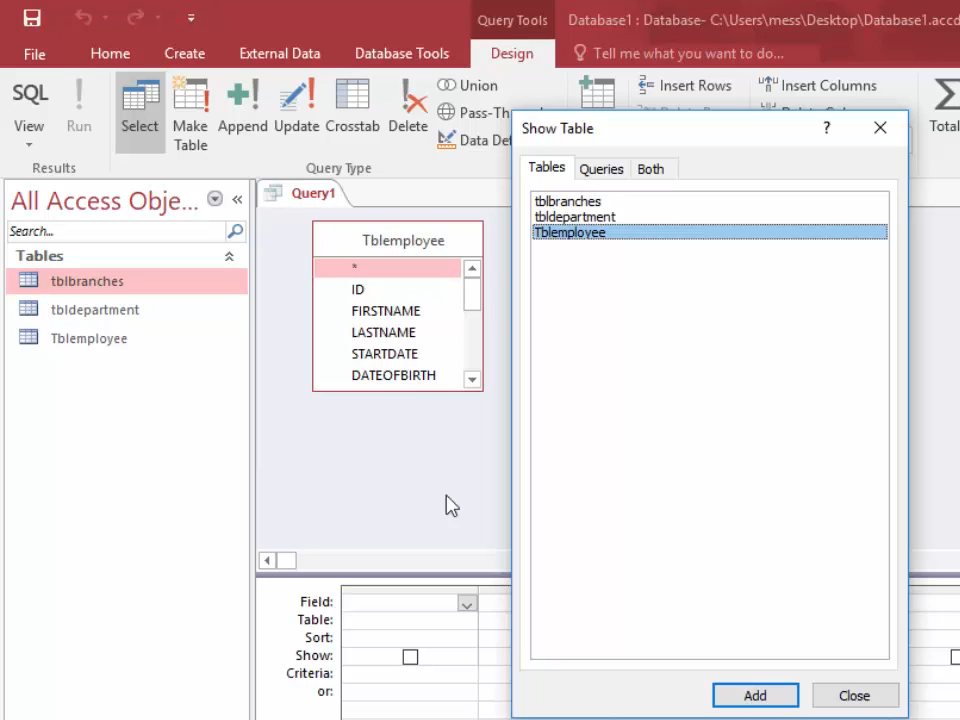 Query Tools
Database1 : Database- C:\Users\mess\Desktop\Database1.accd
File
Home
Create
External Data
Database Tools
Design
Tell me what you want to do...
SQL
View
Run
Select
Make
Table
Append
Update
Crosstab
Delete
Union
Pass-Th
Data De
Insert Rows
Insert Columns
Total
Results
Query Type
All Access Obje...
Search...
Tables
tblbranches
tbldepartment
Tblemployee
Query1
Tblemployee
*
ID
FIRSTNAME
LASTNAME
STARTDATE
DATEOFBIRTH
Field:
Table:
Sort:
Show:
Criteria:
or:
Show Table
?
Tables
Queries
Both
tblbranches
tbldepartment
Tblemployee
Add
Close